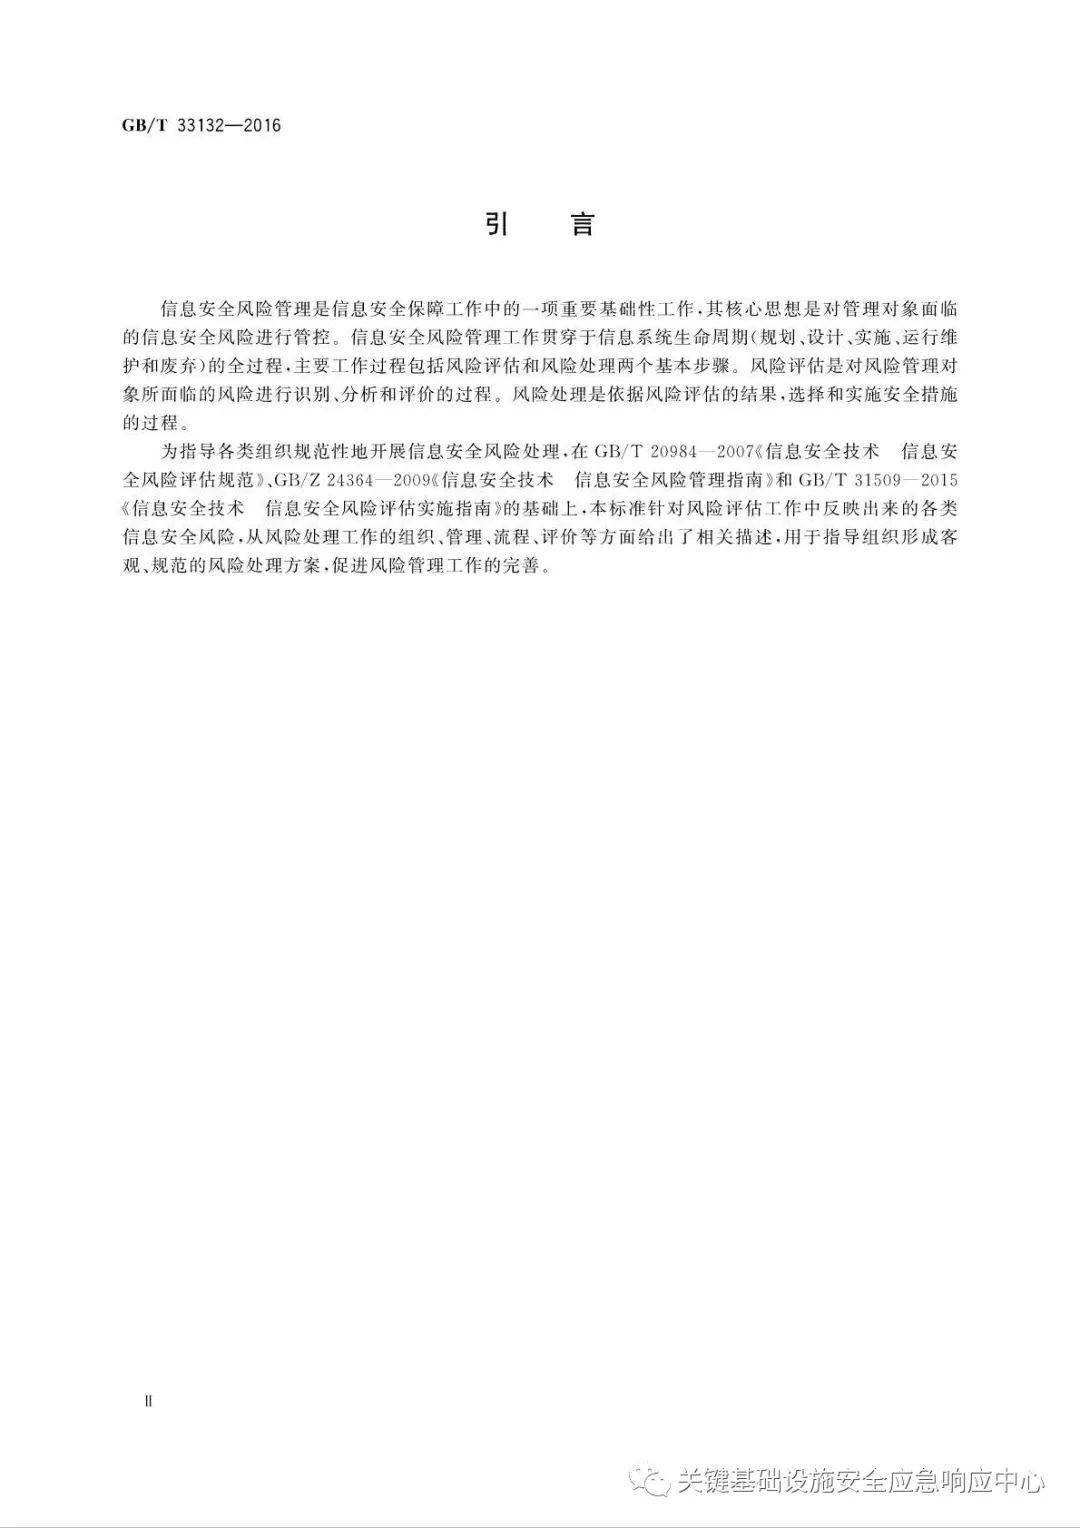 GB/T 33132—2016
引 言
信息安全风险管理是信息安全保障工作中的一项重要基础性工作,其核心思想是对管理对象面临
的信息安全风险进行管控。信息安全风险管理工作贯穿于信息系统生命周期(规划、设计、实施、运行维
护和废弃)的全过程,主要工作过程包括风险评估和风险处理两个基本步骤。风险评估是对风险管理对
象所面临的风险进行识别、分析和评价的过程。风险处理是依据风险评估的结果,选择和实施安全措施
的过程。
为指导各类组织规范性地开展信息安全风险处理,在 GB/T 20984—2007《信息安全技术 信息安
全风险评估规范》、GB/Z 24364—2009《信息安全技术 信息安全风险管理指南》和 GB/T 31509—2015
《信息安全技术 信息安全风险评估实施指南》的基础上,本标准针对风险评估工作中反映出来的各类
信息安全风险,从风险处理工作的组织、管理、流程、评价等方面给出了相关描述,用于指导组织形成客
观、规范的风险处理方案,促进风险管理工作的完善。
Ⅱ
关键基础设施安全应急响应中心